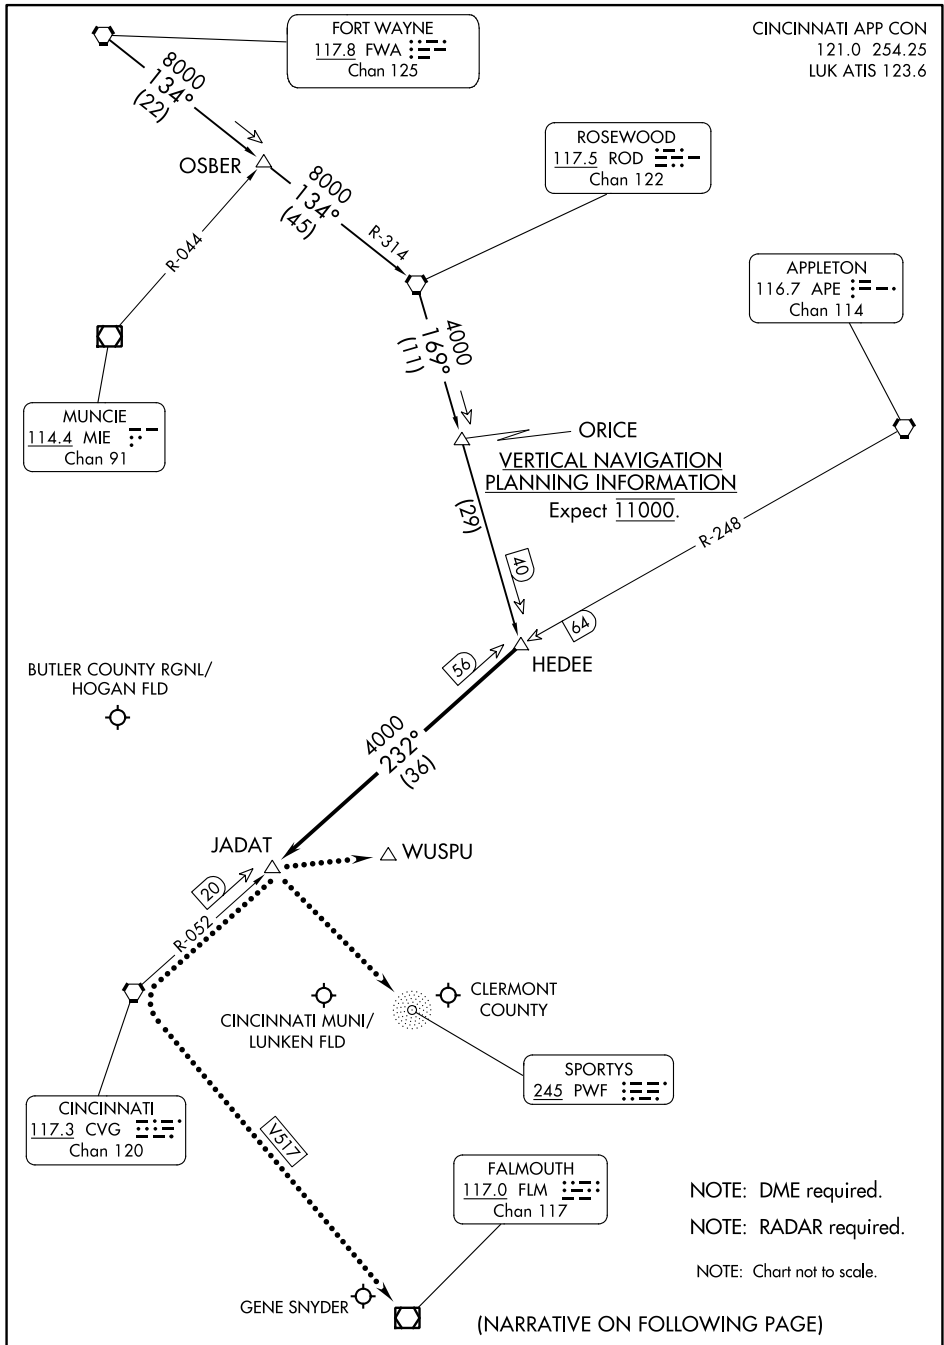 FORT WAYNE
117.8 FWA
Chan 125
CINCINNATI APP CON
121.0 254.25
LUK ATIS 123.6
8000
134°
(22)
OSBER
ROSEWOOD
117.5 ROD
Chan 122
8000
134°
(45)
R-314
R-044
APPLETON
116.7 APE
Chan 114
MUNCIE
114.4 MIE
Chan 91
4000
169°
(11)
ORICE
VERTICAL NAVIGATION
PLANNING INFORMATION
Expect 11000.
(29)
R-248
40
64
56
HEDEE
BUTLER COUNTY RGNL/
HOGAN FLD
4000
232°
(36)
JADAT
WUSPU
20
R-052
CLERMONT
COUNTY
CINCINNATI MUNI/
LUNKEN FLD
SPORTYS
245 PWF
CINCINNATI
117.3 CVG
Chan 120
V517
FALMOUTH
117.0 FLM
Chan 117
NOTE: DME required.
NOTE: RADAR required.
NOTE: Chart not to scale.
GENE SNYDER
(NARRATIVE ON FOLLOWING PAGE)